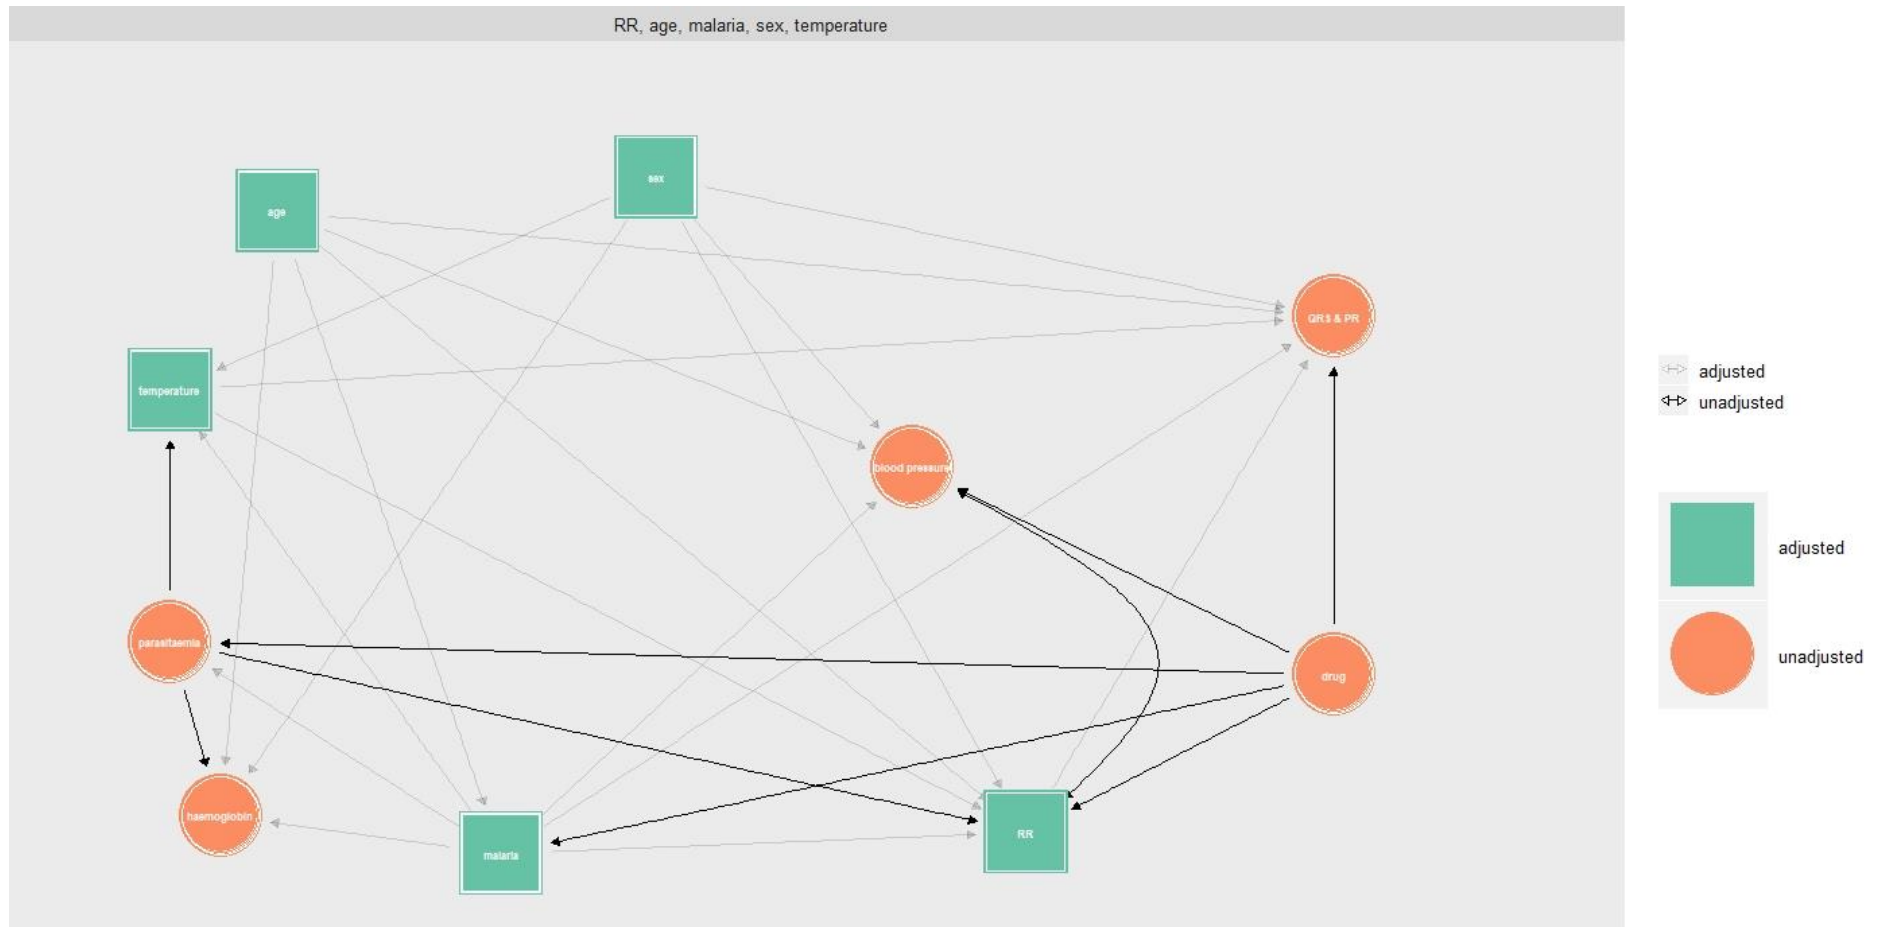 RR, age, malaria, sex, temperature
sex
age
QRS & PR
temperature
blood pressure
parasitaemia
drug
haemoglobin
RR
malaria
adjusted
unadjusted
adjusted
unadjusted